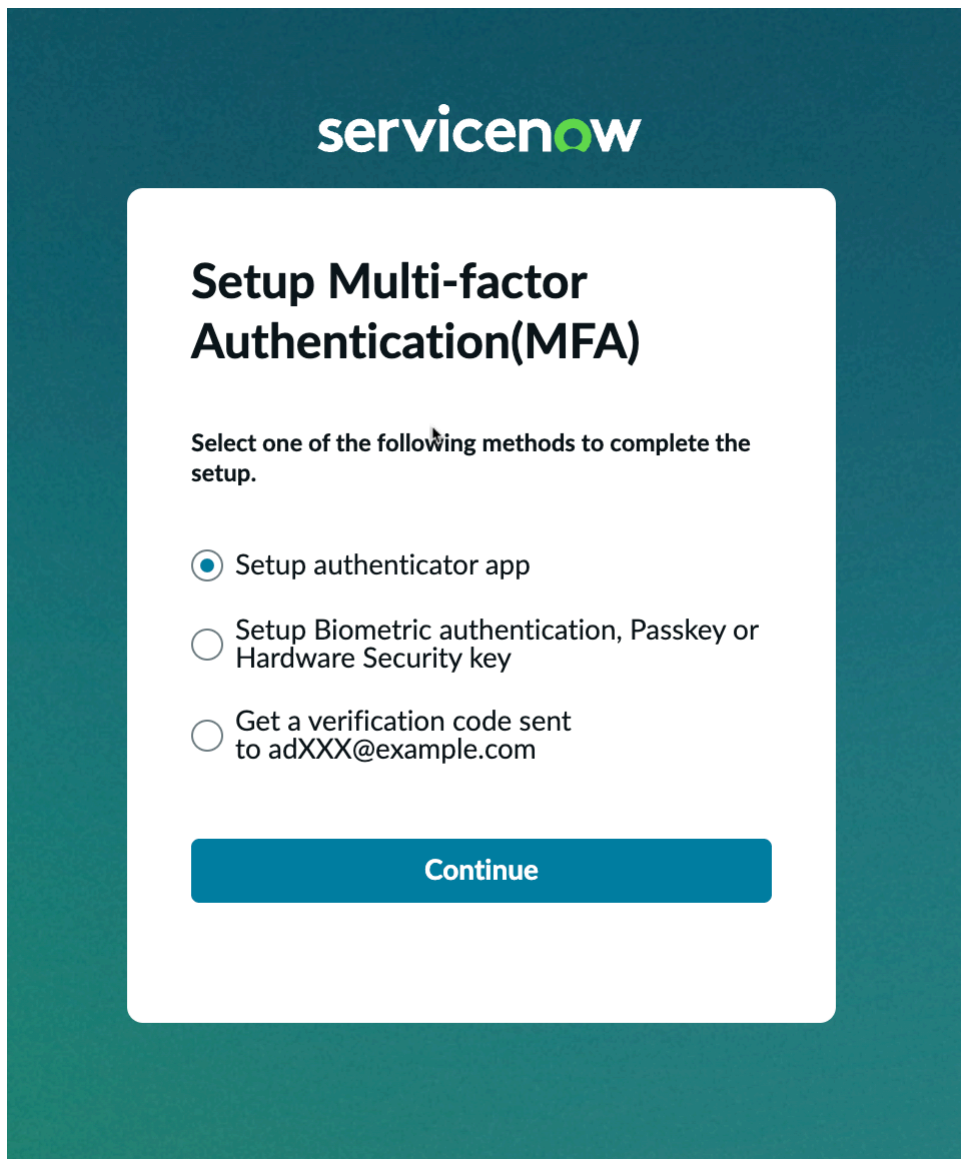 servicenow
Setup Multi-factor
Authentication(MFA)
Select one of the following methods to complete the
setup.
Setup authenticator app
Setup Biometric authentication, Passkey or
Hardware Security key
Get a verification code sent
to adXXX@example.com
Continue